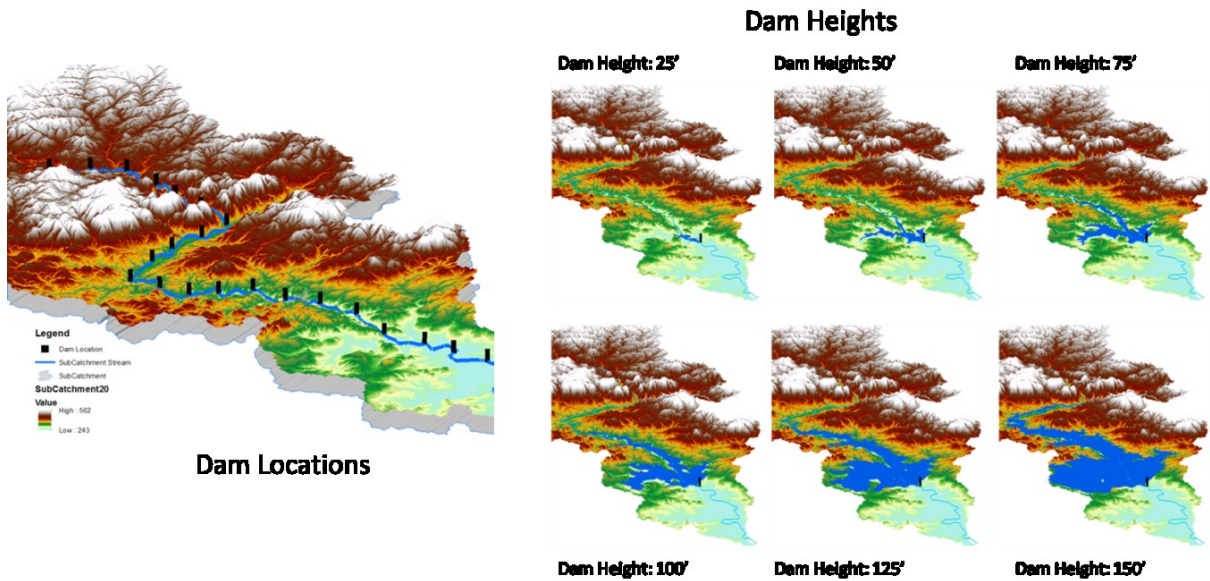 Dam Heights
Dam Height: 25’
Dam Height: 50’
Dam Height: 75’
Legend
Dam Location
SubCatchment Stream
SubCatchment
SubCatchment20
Value
High : 562
Low : 243
Dam Locations
Dam Height: 100’
Dam Height: 125’
Dam Height: 150’